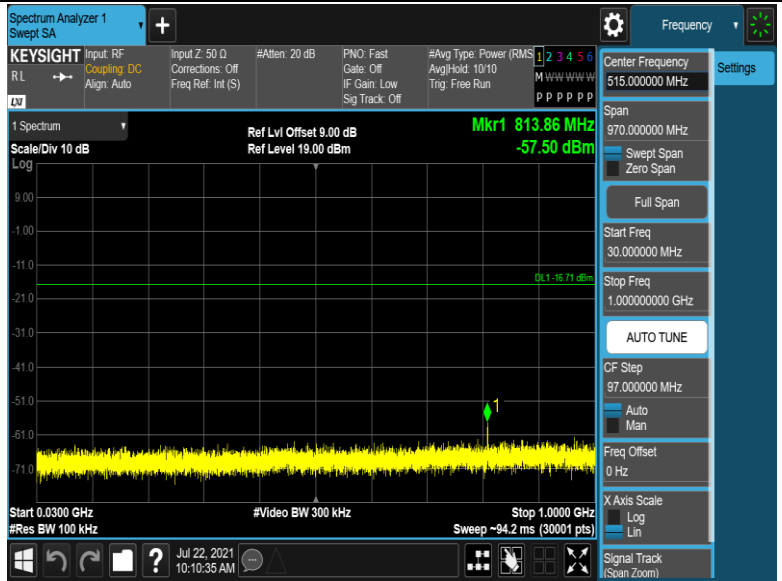 Spectrum Analyzer 1
Swept SA
+
Frequency
KEYSIGHT
RL
LXI
Input: RF
Coupling: DC
Align: Auto
Input Z: 50 Ω
Corrections: Off
Freq Ref: Int (S)
#Atten: 20 dB
PNO: Fast
Gate: Off
IF Gain: Low
Sig Track: Off
#Avg Type: Power (RMS
Avg|Hold: 10/10
Trig: Free Run
1 2 3 4 5 6
M W W W W W
P P P P P P
1 Spectrum
Scale/Div 10 dB
Log
Ref Lvl Offset 9.00 dB
Ref Level 19.00 dBm
Mkr1 813.86 MHz
-57.50 dBm
9.00
-1.00
-11.0
DL1 -16.71 dBm
-21.0
-31.0
-41.0
-51.0
1
-61.0
-71.0
Start 0.0300 GHz
#Video BW 300 kHz
Stop 1.0000 GHz
#Res BW 100 kHz
Sweep ~94.2 ms (30001 pts)
?
Jul 22, 2021
10:10:35 AM
Center Frequency
515.000000 MHz
Settings
Span
970.000000 MHz
Swept Span
Zero Span
Full Span
Start Freq
30.000000 MHz
Stop Freq
1.000000000 GHz
AUTO TUNE
CF Step
97.000000 MHz
Auto
Man
Freq Offset
0 Hz
X Axis Scale
Log
Lin
Signal Track
(Span Zoom)